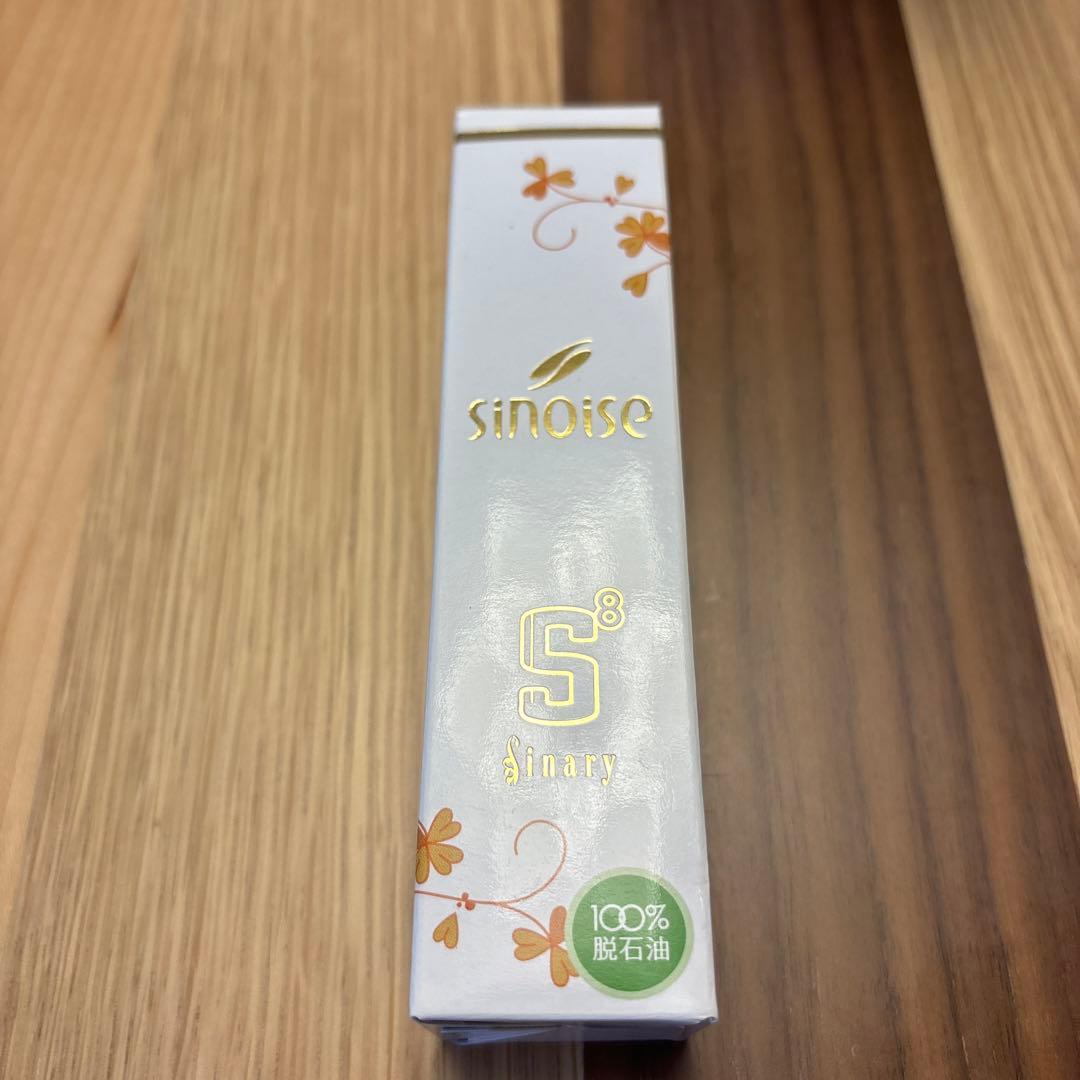 sinoise
S8
Sinary
100%
脱石油